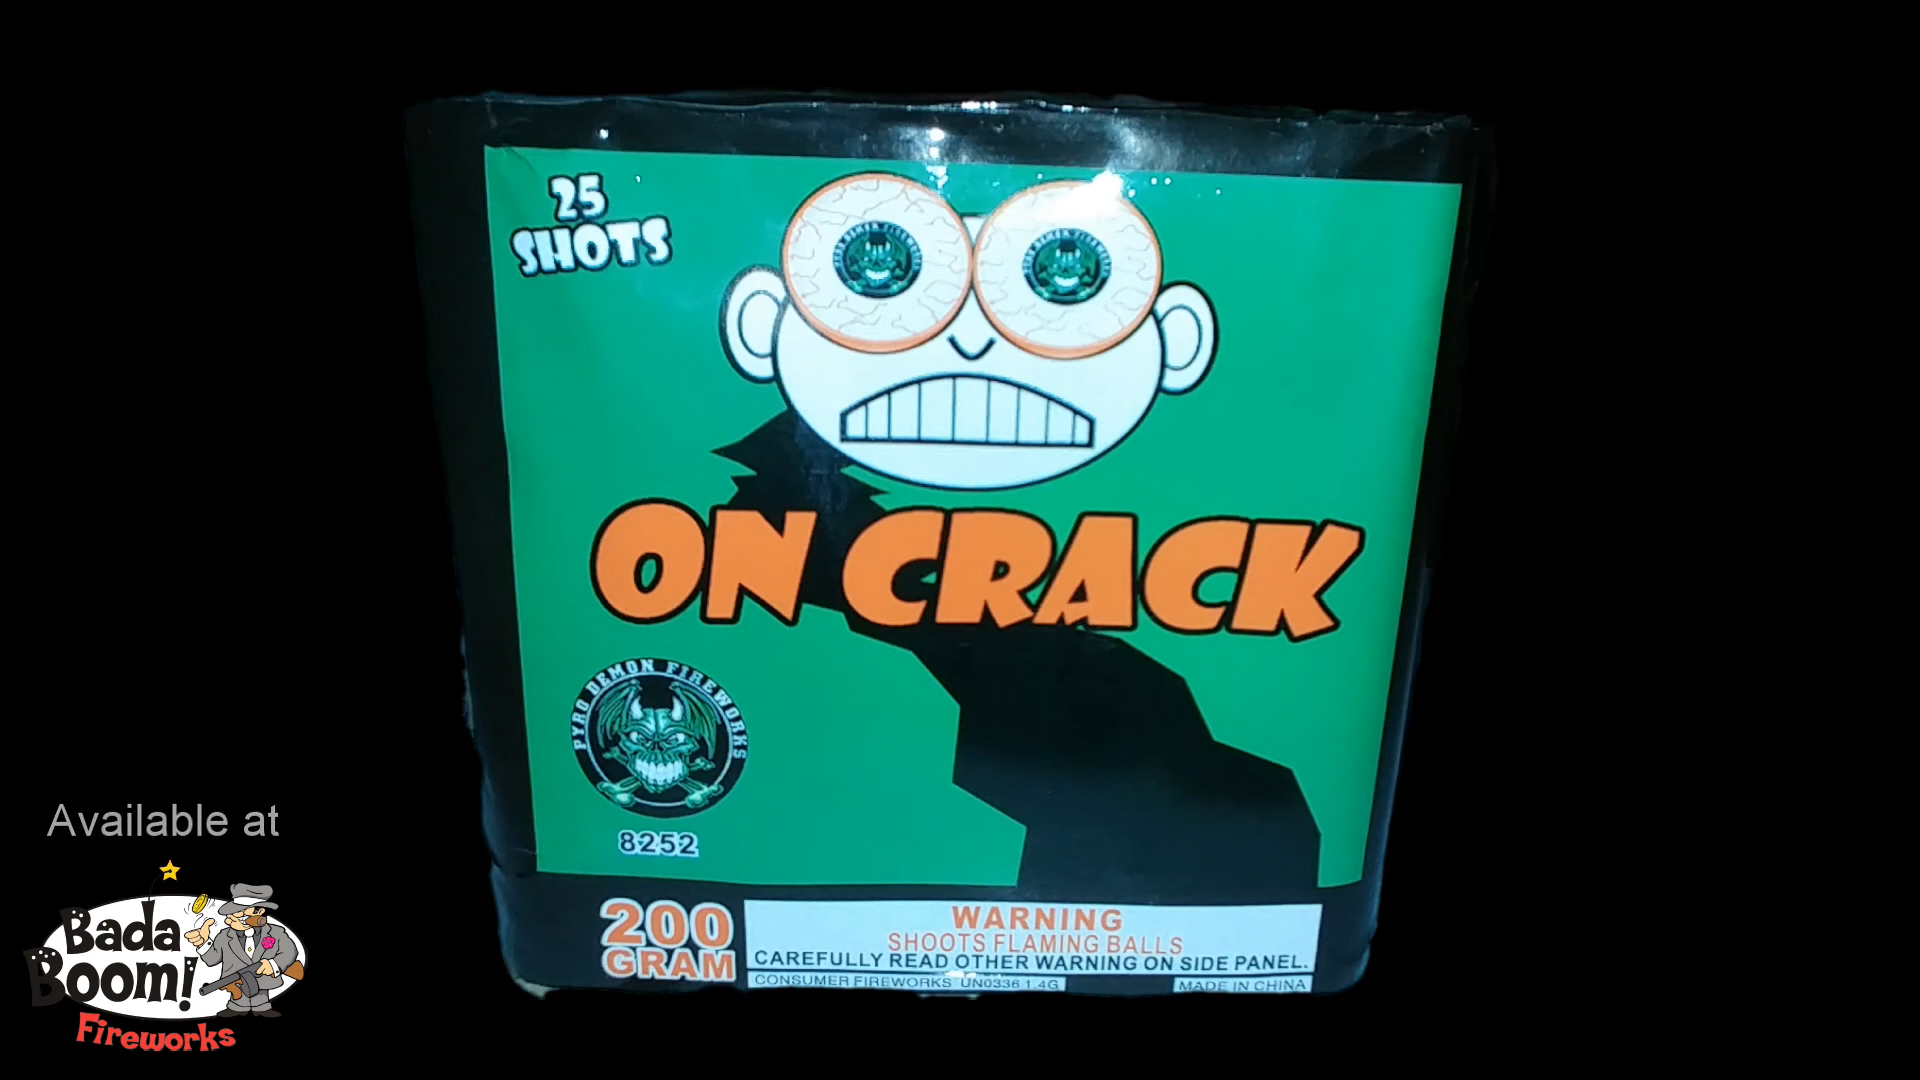 25
SHOTS
ON CRACK
PYRO DEMON FIREWORKS
8252
200
GRAM
WARNING
SHOOTS FLAMING BALLS
CAREFULLY READ OTHER WARNING ON SIDE PANEL.
CONSUMER FIREWORKS UN0336 1.4G
MADE IN CHINA
Available at
Bada
Boom!
Fireworks